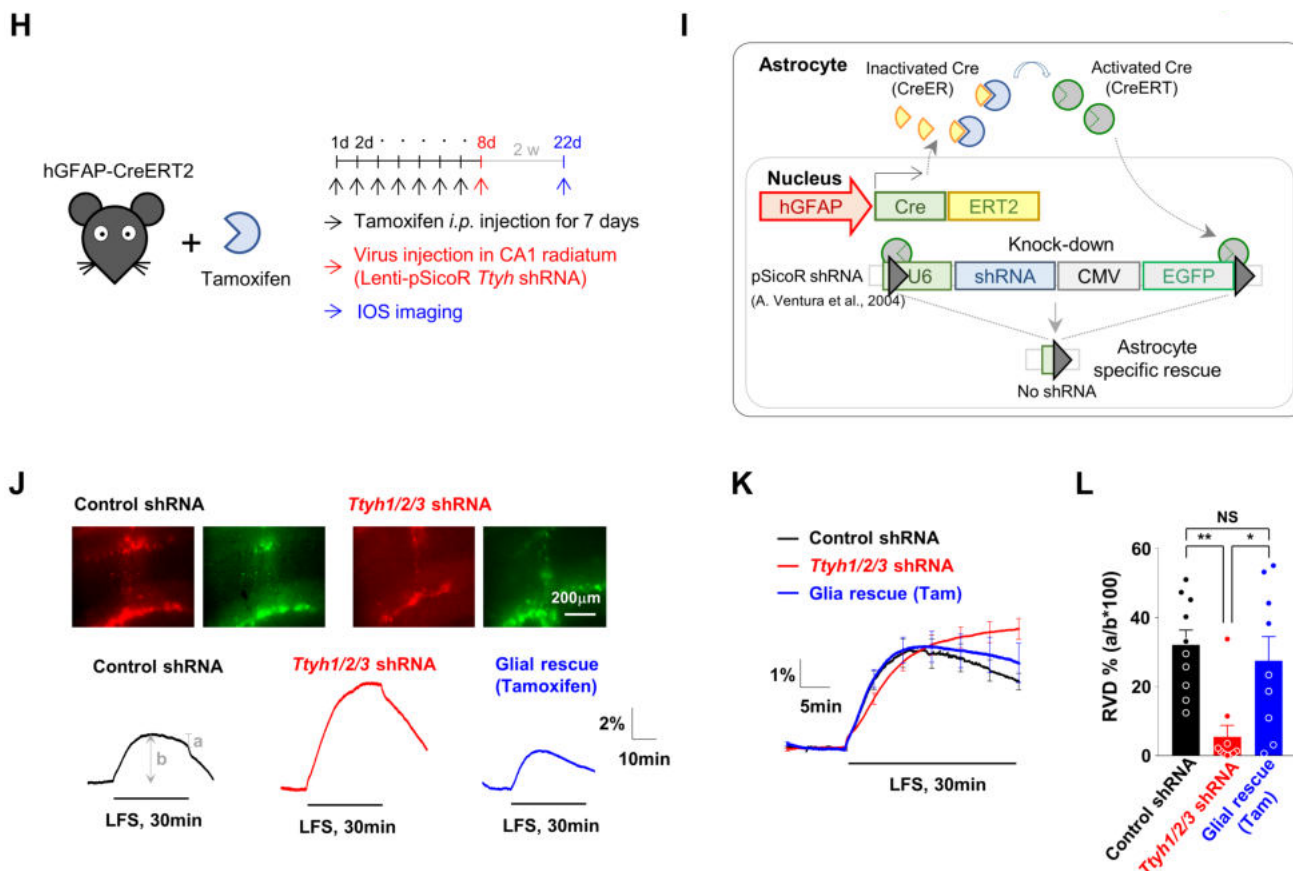 H
hGFAP-CreERT2
+
Tamoxifen
1d 2d · · · · · 8d 22d
2 w
Tamoxifen i.p. injection for 7 days
Virus injection in CA1 radiatum
(Lenti-pSicoR Ttyh shRNA)
IOS imaging
I
Astrocyte
Inactivated Cre
(CreER)
Activated Cre
(CreERT)
Nucleus
hGFAP Cre ERT2
Knock-down
pSicoR shRNA
(A. Ventura et al., 2004)
U6 shRNA CMV EGFP
Astrocyte
specific rescue
No shRNA
J
Control shRNA Ttyh1/2/3 shRNA
200μm
Control shRNA
a
b
LFS, 30min
Ttyh1/2/3 shRNA
LFS, 30min
Glial rescue
(Tamoxifen)
2%
10min
LFS, 30min
K
Control shRNA
Ttyh1/2/3 shRNA
Glia rescue (Tam)
1%
5min
LFS, 30min
L
NS
** *
RVD % (a/b*100)
60
40
20
0
Control shRNA
Ttyh1/2/3 shRNA
Glial rescue
(Tam)